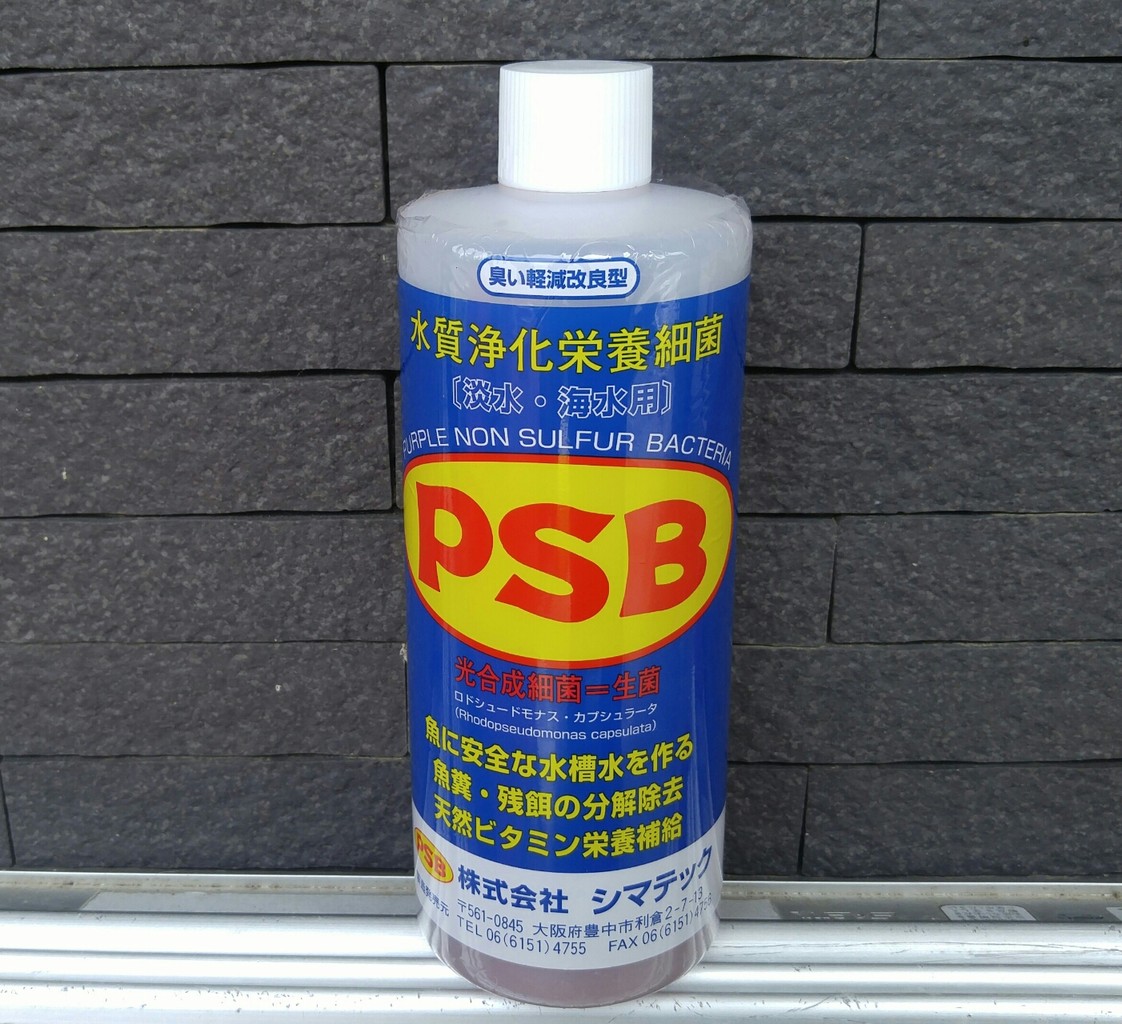 臭い軽減改良型
水質浄化栄養細菌
〔淡水・海水用〕
PURPLE NON SULFUR BACTERIA
PSB
光合成細菌＝生菌
ロドシュードモナス・カプシュラータ
(Rhodopseudomonas capsulata)
魚に安全な水槽水を作る
魚糞・残餌の分解除去
天然ビタミン栄養補給
PSB
株式会社 シマテック
〒561-0845 大阪府豊中市利倉2-7-13
TEL 06(6151)4755 FAX 06(6151)